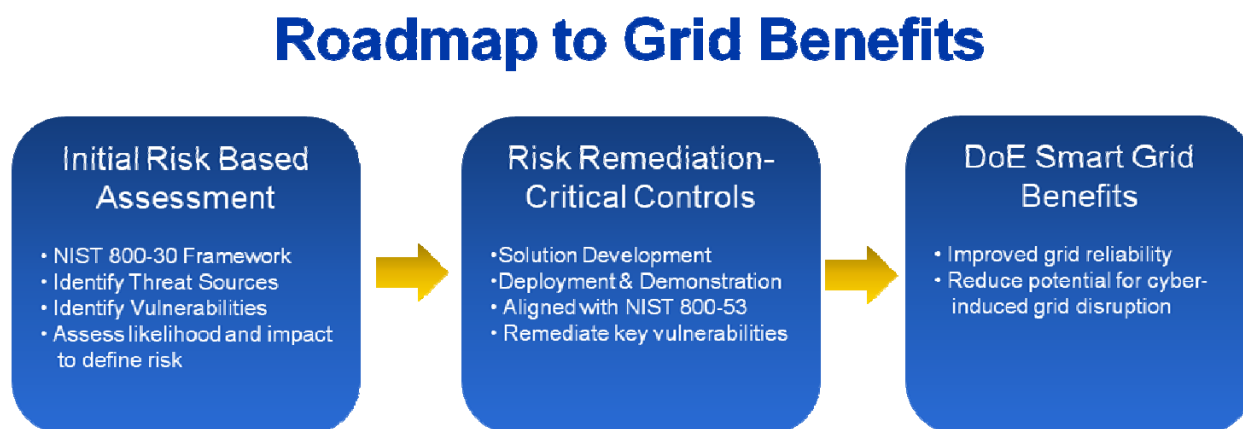 Roadmap to Grid Benefits
Initial Risk Based
Assessment
• NIST 800-30 Framework
• Identify Threat Sources
• Identify Vulnerabilities
• Assess likelihood and impact
to define risk
Risk Remediation-
Critical Controls
•Solution Development
•Deployment & Demonstration
• Aligned with NIST 800-53
• Remediate key vulnerabilities
DoE Smart Grid
Benefits
• Improved grid reliability
• Reduce potential for cyber-
induced grid disruption